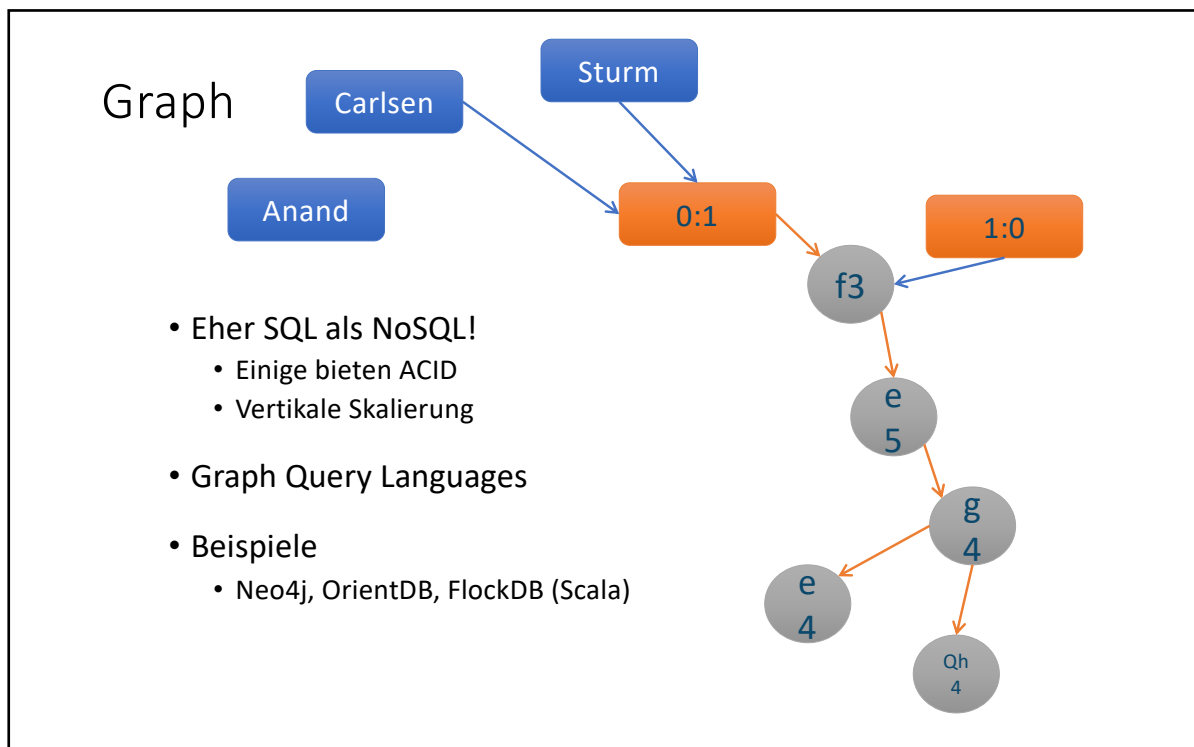 Graph
Carlsen
Sturm
Anand
0:1
1:0
f3
• Eher SQL als NoSQL!
• Einige bieten ACID
• Vertikale Skalierung
e
5
• Graph Query Languages
g
4
• Beispiele
• Neo4j, OrientDB, FlockDB (Scala)
e
4
Qh
4